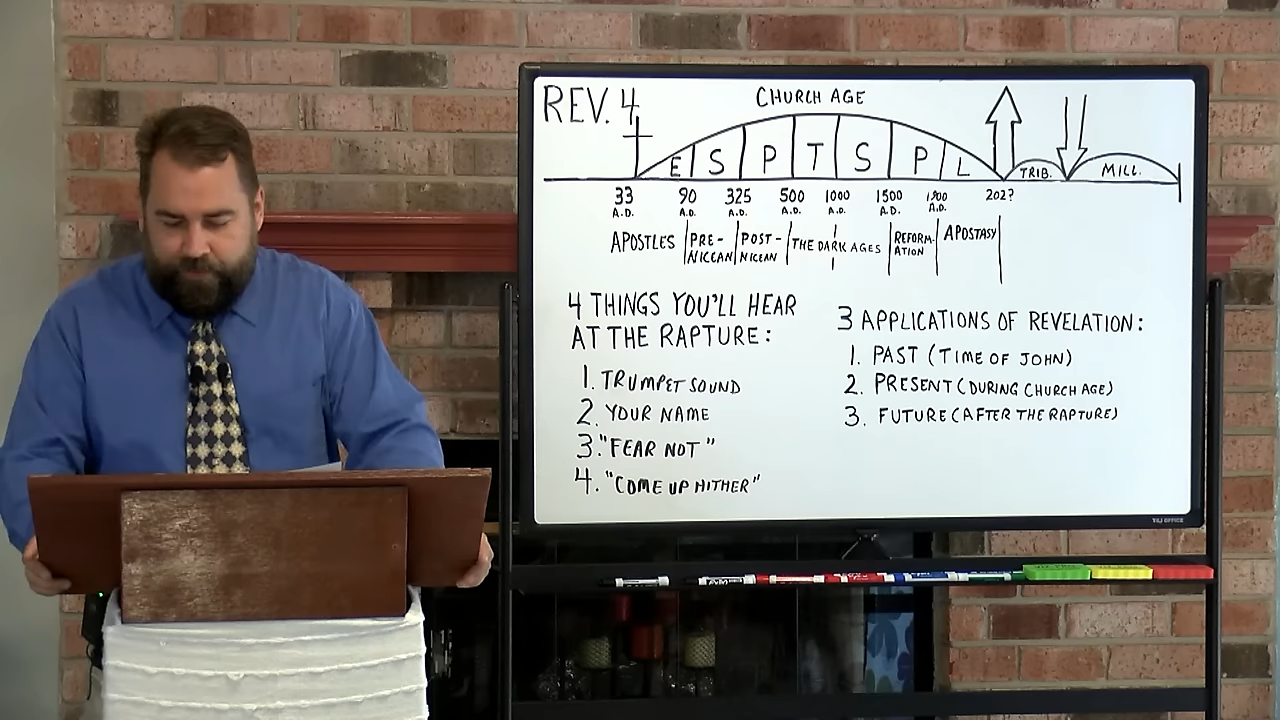 REV. 4
CHURCH AGE
E S P T S P L TRIB. MILL.
33 A.D. 90 A.D. 325 A.D. 500 A.D. 1000 A.D. 1500 A.D. 1900 A.D. 202?
APOSTLES
PRE-
NICCAN
POST-
NICEAN
THE DARK AGES
REFORM-
ATION
APOSTASY
4 THINGS YOU'LL HEAR
AT THE RAPTURE:
1. TRUMPET SOUND
2. YOUR NAME
3. "FEAR NOT"
4. "COME UP HITHER"
3 APPLICATIONS OF REVELATION:
1. PAST (TIME OF JOHN)
2. PRESENT (DURING CHURCH AGE)
3. FUTURE (AFTER THE RAPTURE)